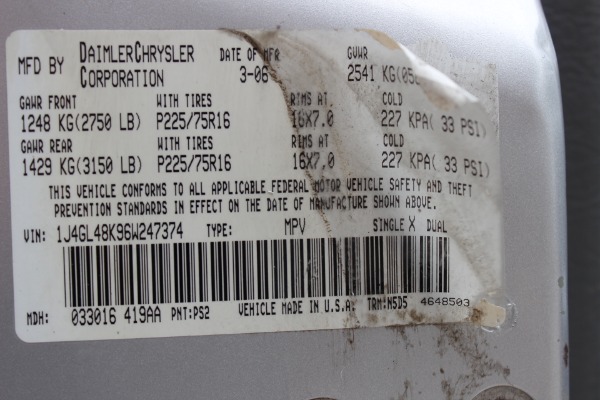 MFD BY DAIMLERCHRYSLER CORPORATION DATE OF MFR 3-06 GVWR 2541 KG(05
GAWR FRONT WITH TIRES RIMS AT COLD
1248 KG(2750 LB) P225/75R16 16X7.0 227 KPA( 33 PSI)
GAWR REAR WITH TIRES RIMS AT COLD
1429 KG(3150 LB) P225/75R16 16X7.0 227 KPA( 33 PSI)
THIS VEHICLE CONFORMS TO ALL APPLICABLE FEDERAL MOTOR VEHICLE SAFETY AND THEFT
PREVENTION STANDARDS IN EFFECT ON THE DATE OF MANUFACTURE SHOWN ABOVE.
VIN: 1J4GL48K96W247374 TYPE: MPV SINGLE X DUAL
MDH: 033016 419AA PNT:PS2 VEHICLE MADE IN U.S.A. TRM:N5D5 4648503